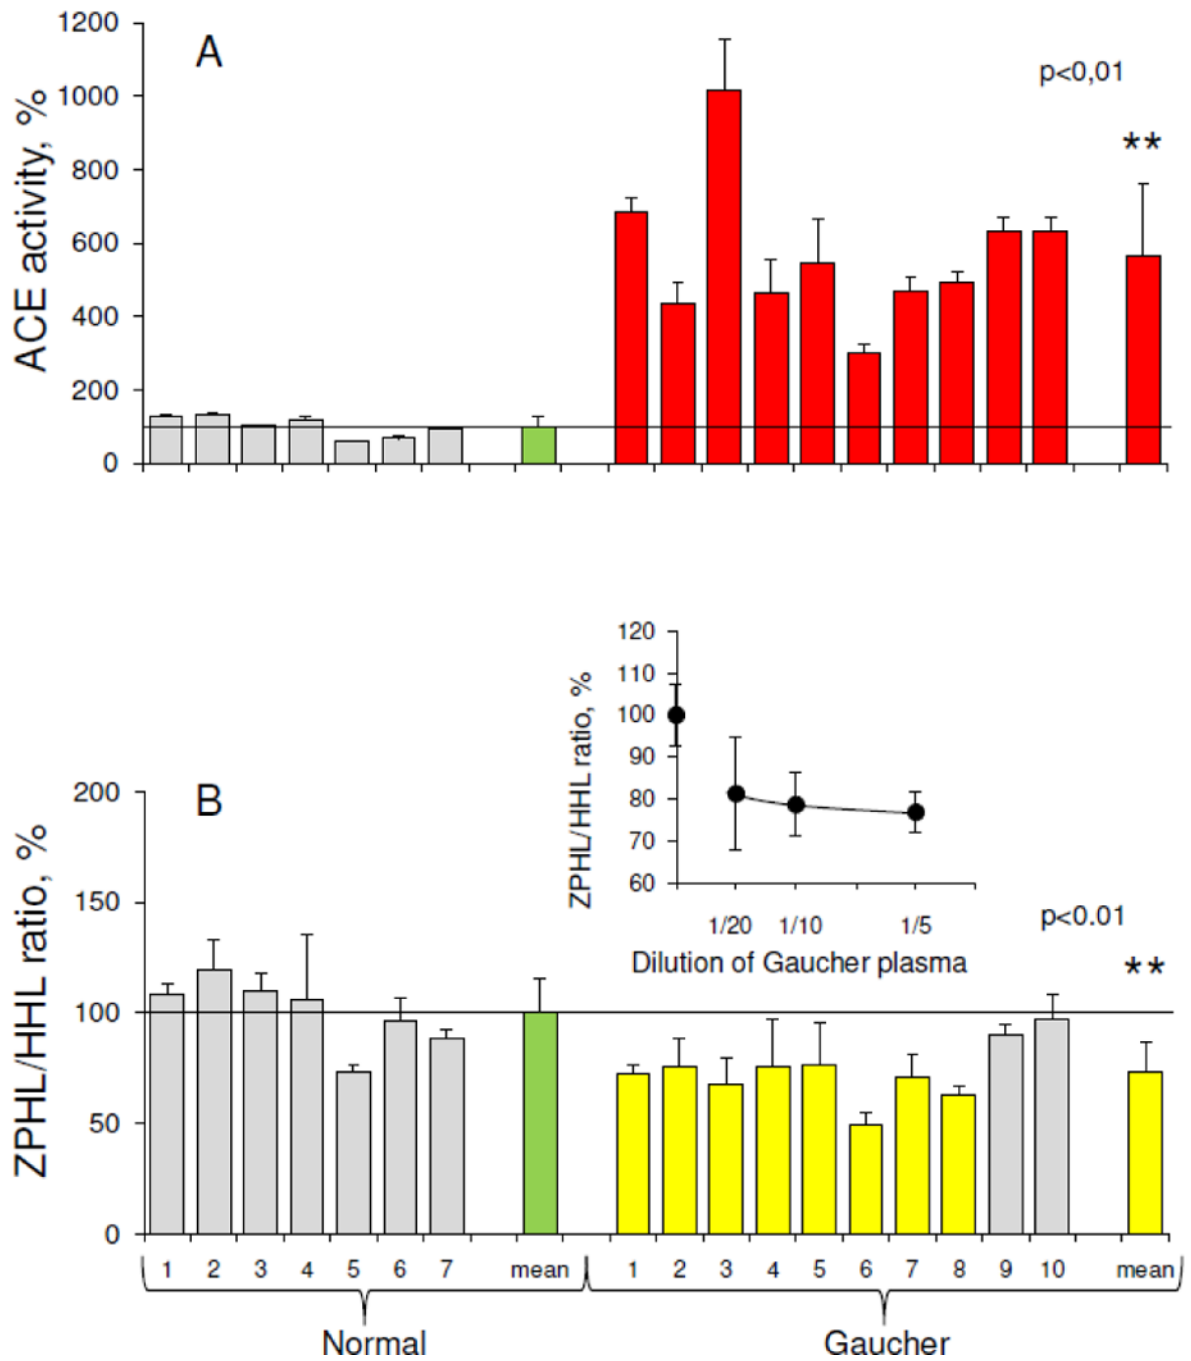 A
ACE activity, %
1200
1000
800
600
400
200
0
p<0,01
**
B
ZPHL/HHL ratio, %
200
150
100
50
0
ZPHL/HHL ratio, %
120
110
100
90
80
70
60
1/20 1/10 1/5
Dilution of Gaucher plasma
p<0.01
**
1 2 3 4 5 6 7 mean 1 2 3 4 5 6 7 8 9 10 mean
Normal Gaucher